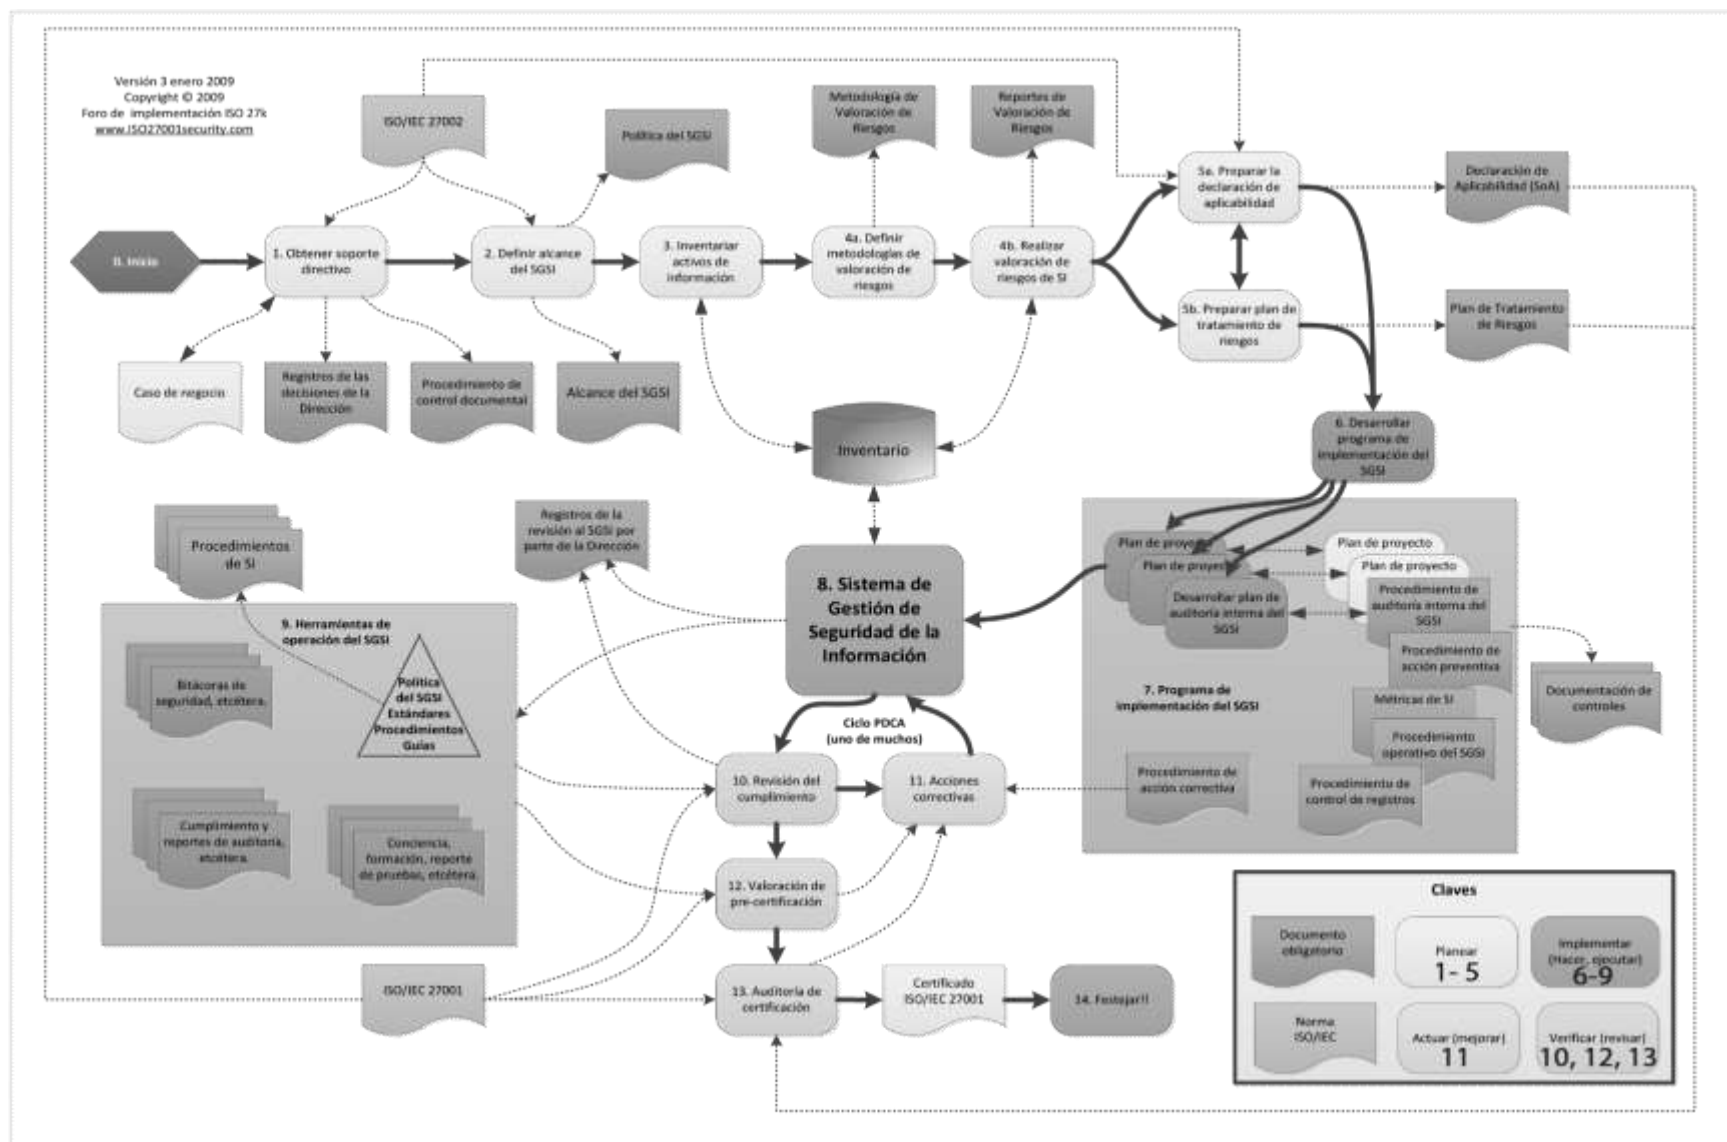 Versión 3 enero 2009
Copyright © 2009
Foro de implementación ISO 27k
www.ISO27001security.com
ISO/IEC 27002
Política del SGSI
Metodología de
Valoración de
Riesgos
Reportes de
Valoración de
Riesgos
5a. Preparar la
declaración de
aplicabilidad
Declaración de
Aplicabilidad (SoA)
0. Inicio
1. Obtener soporte
directivo
2. Definir alcance
del SGSI
3. Inventariar
activos de
información
4a. Definir
metodologías de
valoración de
riesgos
4b. Realizar
valoración de
riesgos de SI
5b. Preparar plan de
tratamiento de
riesgos
Plan de Tratamiento
de Riesgos
Caso de negocio
Registros de las
decisiones de la
Dirección
Procedimiento de
control documental
Alcance del SGSI
Inventario
6. Desarrollar
programa de
implementación del
SGSI
Procedimientos
de SI
Registros de la
revisión al SGSI por
parte de la Dirección
8. Sistema de
Gestión de
Seguridad de la
Información
Plan de proyecto
Plan de proyecto
Desarrollar plan de
auditoría interna del
SGSI
Plan de proyecto
Plan de proyecto
Procedimiento de
auditoría interna del
SGSI
Procedimiento de
acción preventiva
Métricas de SI
Procedimiento
operativo del SGSI
Procedimiento de
control de registros
Procedimiento de
acción correctiva
7. Programa de
implementación del SGSI
Documentación de
controles
9. Herramientas de
operación del SGSI
Bitácoras de
seguridad, etcétera.
Política
del SGSI
Estándares
Procedimientos
Guías
Cumplimiento y
reportes de auditoría,
etcétera.
Conciencia,
formación, reporte
de pruebas, etcétera.
Ciclo PDCA
(uno de muchos)
10. Revisión del
cumplimiento
11. Acciones
correctivas
12. Valoración de
pre-certificación
ISO/IEC 27001
13. Auditoría de
certificación
Certificado
ISO/IEC 27001
14. Festejar!!
Claves
Documento
obligatorio
Planear
1- 5
Implementar
(Hacer, ejecutar)
6-9
Norma
ISO/IEC
Actuar (mejorar)
11
Verificar (revisar)
10, 12, 13